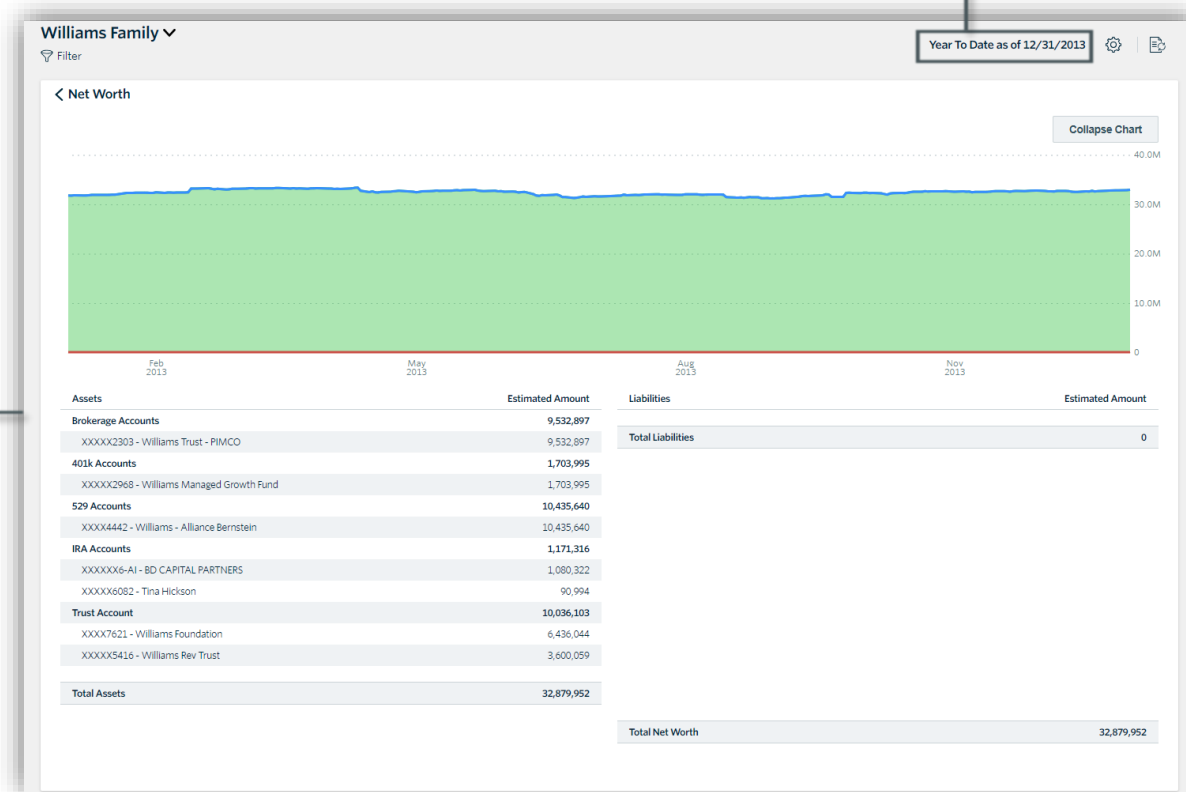 Williams Family
Year To Date as of 12/31/2013
Filter
Net Worth
Collapse Chart
40.0M
30.0M
20.0M
10.0M
0
Feb
2013
May
2013
Aug
2013
Nov
2013
Assets Estimated Amount
Brokerage Accounts 9,532,897
XXXXX2303 - Williams Trust - PIMCO 9,532,897
401k Accounts 1,703,995
XXXXX2968 - Williams Managed Growth Fund 1,703,995
529 Accounts 10,435,640
XXXX4442 - Williams - Alliance Bernstein 10,435,640
IRA Accounts 1,171,316
XXXXXX6-AI - BD CAPITAL PARTNERS 1,080,322
XXXXX6082 - Tina Hickson 90,994
Trust Account 10,036,103
XXXX7621 - Williams Foundation 6,436,044
XXXXX5416 - Williams Rev Trust 3,600,059
Total Assets 32,879,952
Liabilities Estimated Amount
Total Liabilities 0
Total Net Worth 32,879,952